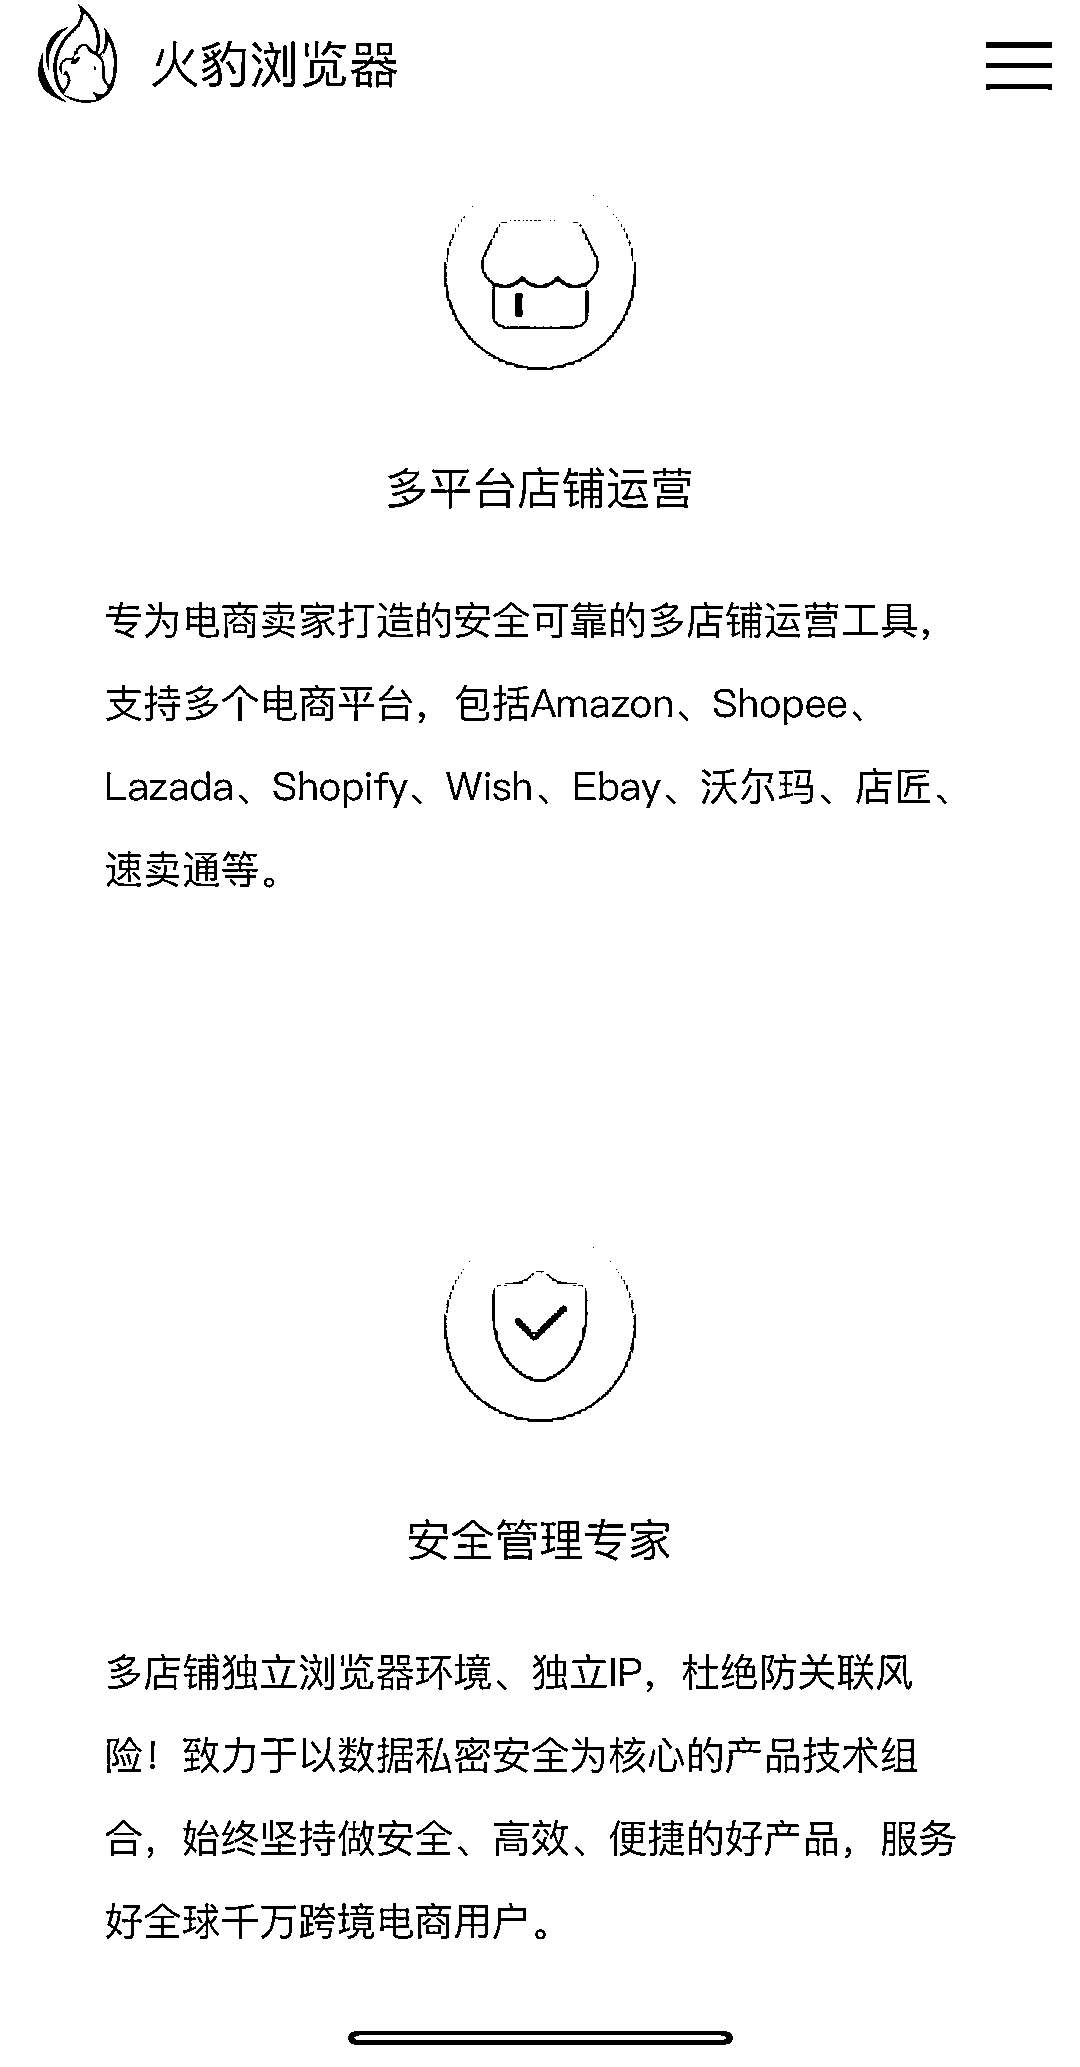 火豹浏览器
多平台店铺运营
专为电商卖家打造的安全可靠的多店铺运营工具，
支持多个电商平台，包括Amazon、Shopee、
Lazada、Shopify、Wish、Ebay、沃尔玛、店匠、
速卖通等。
安全管理专家
多店铺独立浏览器环境、独立IP，杜绝防关联风
险！致力于以数据私密安全为核心的产品技术组
合，始终坚持做安全、高效、便捷的好产品，服务
好全球千万跨境电商用户。